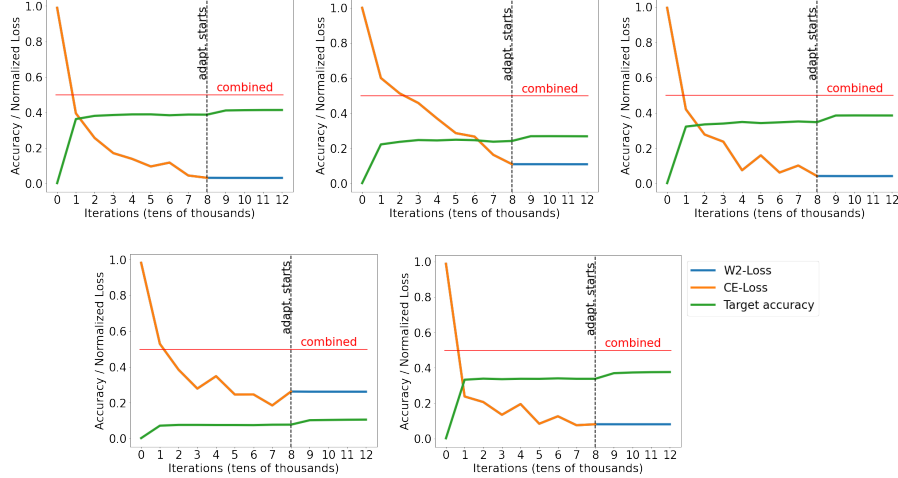 1.0
0.8
0.6
0.4
0.2
0.0
Accuracy / Normalized Loss
adapt. starts
combined
0 1 2 3 4 5 6 7 8 9 10 11 12
Iterations (tens of thousands)
1.0
0.8
0.6
0.4
0.2
0.0
Accuracy / Normalized Loss
adapt. starts
combined
0 1 2 3 4 5 6 7 8 9 10 11 12
Iterations (tens of thousands)
1.0
0.8
0.6
0.4
0.2
0.0
Accuracy / Normalized Loss
adapt. starts
combined
0 1 2 3 4 5 6 7 8 9 10 11 12
Iterations (tens of thousands)
1.0
0.8
0.6
0.4
0.2
0.0
Accuracy / Normalized Loss
adapt. starts
combined
0 1 2 3 4 5 6 7 8 9 10 11 12
Iterations (tens of thousands)
1.0
0.8
0.6
0.4
0.2
0.0
Accuracy / Normalized Loss
adapt. starts
combined
0 1 2 3 4 5 6 7 8 9 10 11 12
Iterations (tens of thousands)
W2-Loss
CE-Loss
Target accuracy